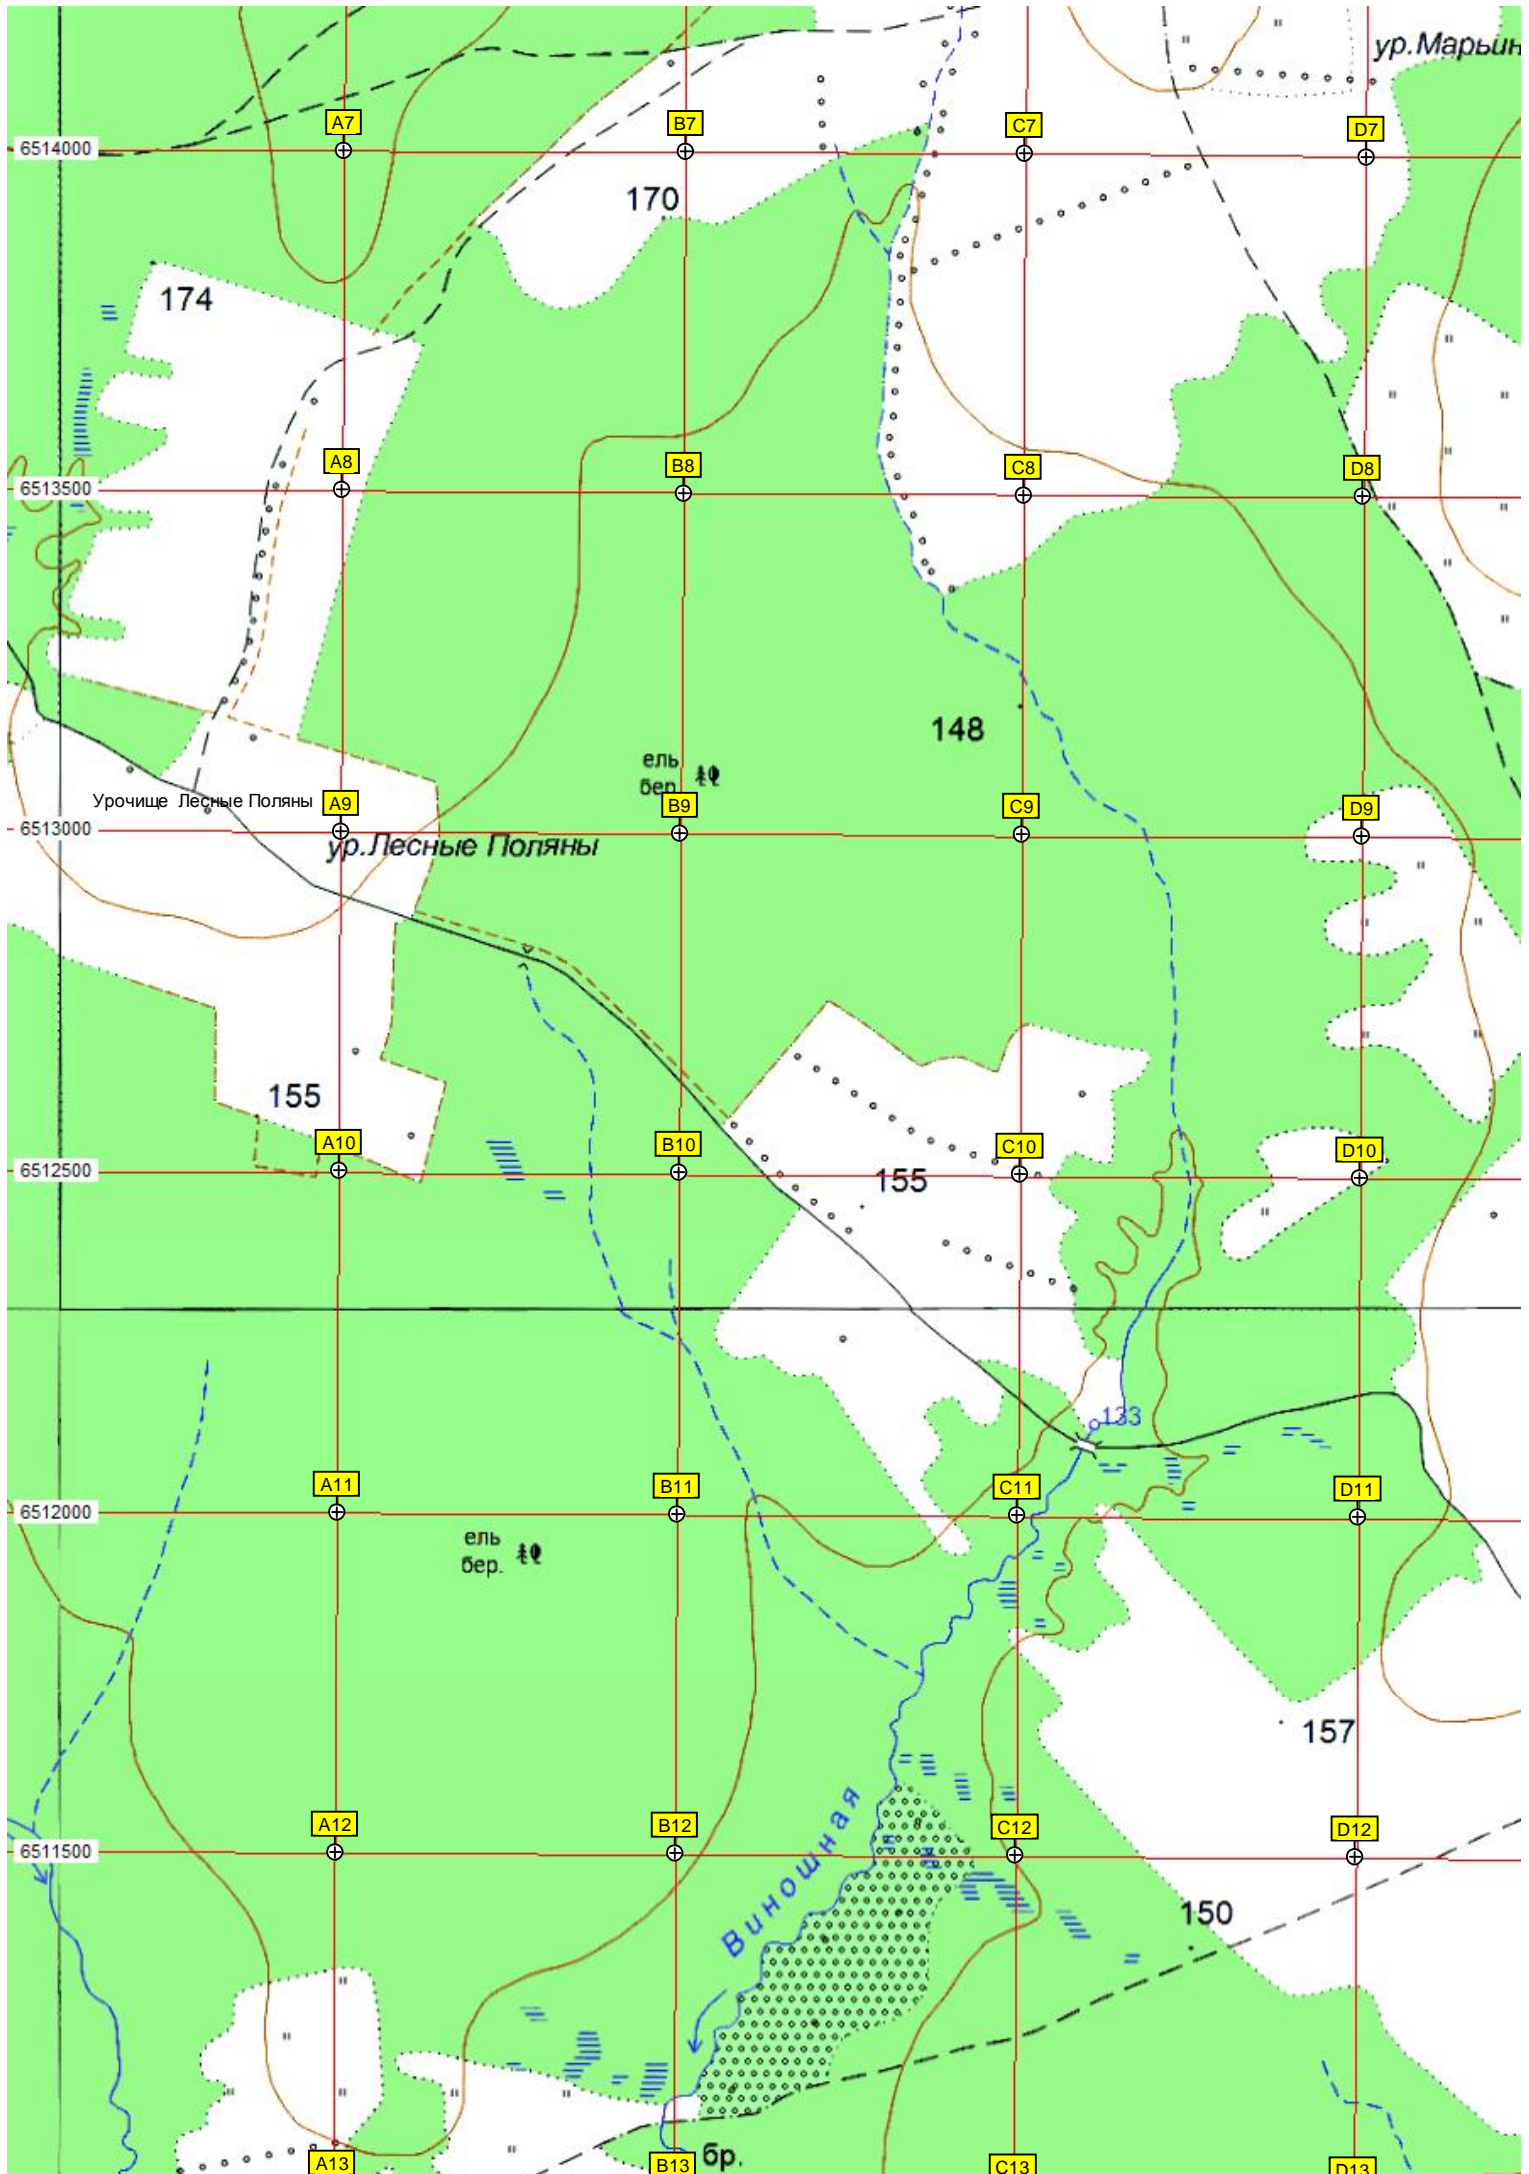 ур.Марьин
A7
B7
C7
D7
6514000
170
174
A8
B8
C8
D8
6513500
148
ель
бер.
Урочище Лесные Поляны
A9
B9
C9
D9
6513000
ур.Лесные Поляны
155
A10
B10
C10
D10
6512500
155
133
A11
B11
C11
D11
6512000
ель
бер.
157
A12
B12
C12
D12
6511500
Виношная
150
A13
B13
бр.
C13
D13